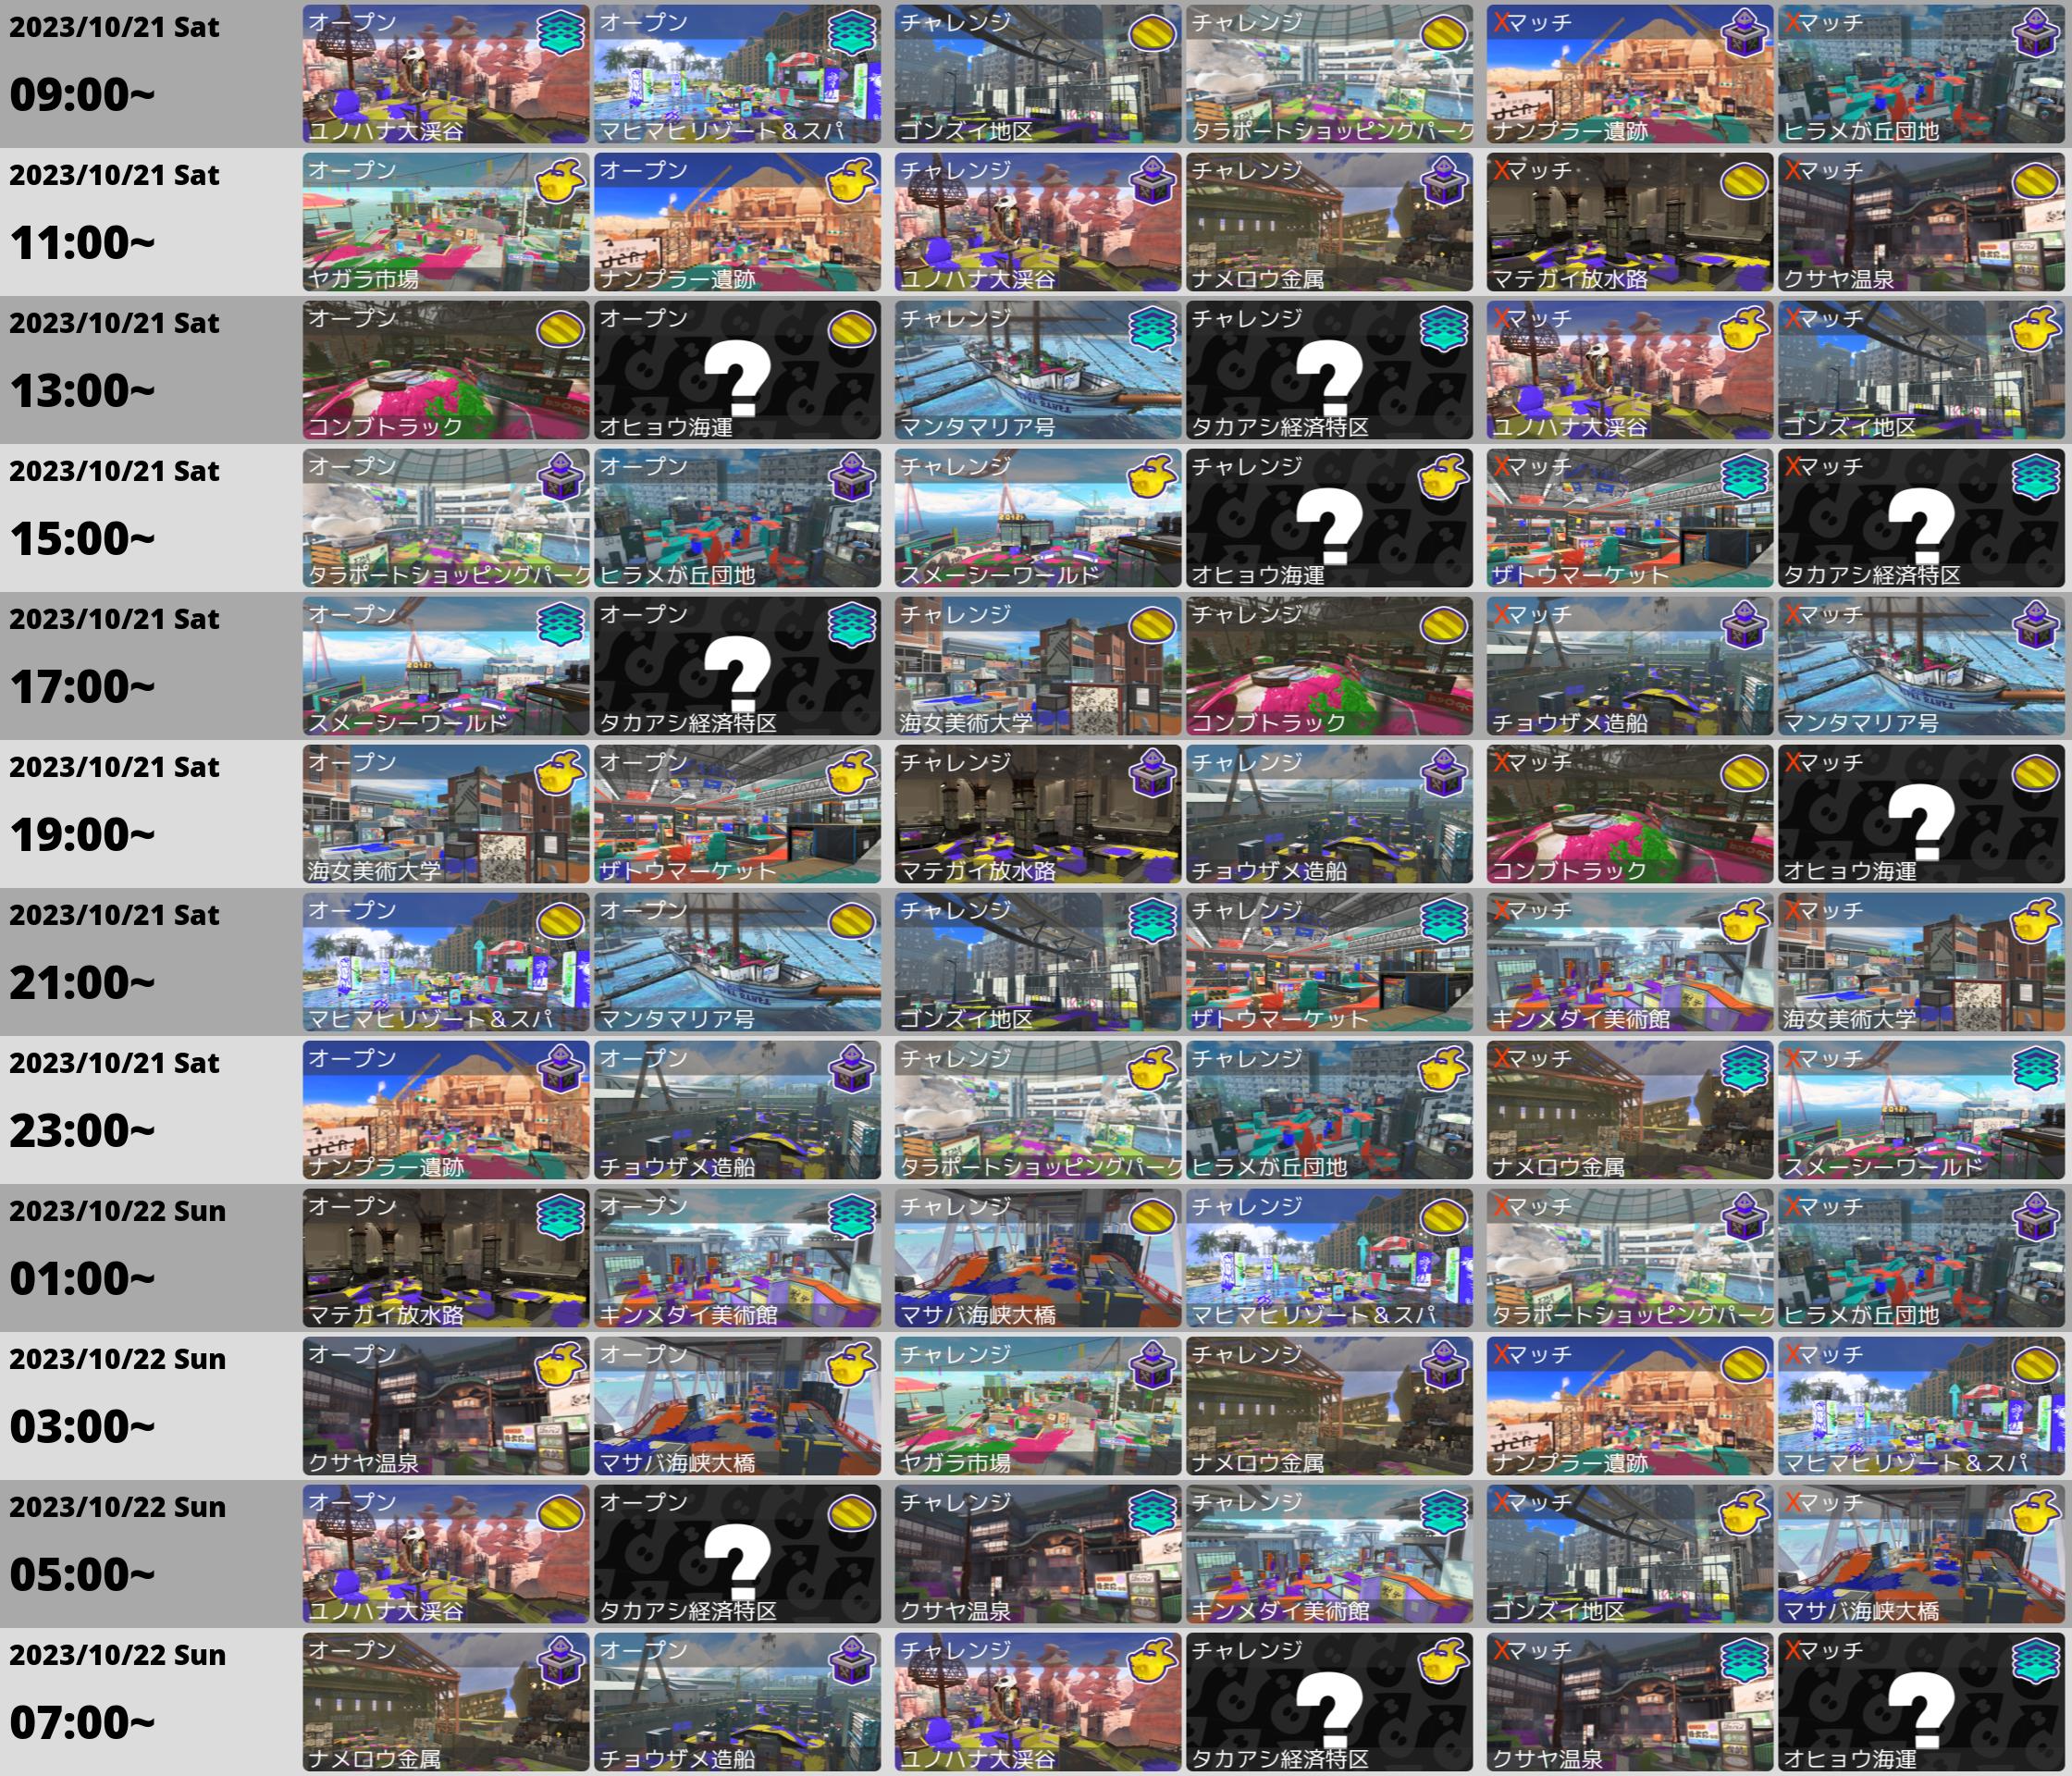 2023/10/21 Sat
09:00~
オープン
ユノハナ大渓谷
オープン
マヒマヒリゾート＆スパ
チャレンジ
ゴンズイ地区
チャレンジ
タラポートショッピングパーク
Xマッチ
ナンプラー遺跡
Xマッチ
ヒラメが丘団地
2023/10/21 Sat
11:00~
オープン
ヤガラ市場
オープン
ナンプラー遺跡
チャレンジ
ユノハナ大渓谷
チャレンジ
ナメロウ金属
Xマッチ
マテガイ放水路
Xマッチ
クサヤ温泉
2023/10/21 Sat
13:00~
オープン
コンブトラック
オープン
?
オヒョウ海運
チャレンジ
マンタマリア号
チャレンジ
?
タカアシ経済特区
Xマッチ
ユノハナ大渓谷
Xマッチ
ゴンズイ地区
2023/10/21 Sat
15:00~
オープン
タラポートショッピングパーク
オープン
ヒラメが丘団地
チャレンジ
スメーシーワールド
チャレンジ
?
オヒョウ海運
Xマッチ
ザトウマーケット
Xマッチ
?
タカアシ経済特区
2023/10/21 Sat
17:00~
オープン
スメーシーワールド
オープン
?
タカアシ経済特区
チャレンジ
海女美術大学
チャレンジ
コンブトラック
Xマッチ
チョウザメ造船
Xマッチ
マンタマリア号
2023/10/21 Sat
19:00~
オープン
海女美術大学
オープン
ザトウマーケット
チャレンジ
マテガイ放水路
チャレンジ
チョウザメ造船
Xマッチ
コンブトラック
Xマッチ
?
オヒョウ海運
2023/10/21 Sat
21:00~
オープン
マヒマヒリゾート＆スパ
オープン
マンタマリア号
チャレンジ
ゴンズイ地区
チャレンジ
ザトウマーケット
Xマッチ
キンメダイ美術館
Xマッチ
海女美術大学
2023/10/21 Sat
23:00~
オープン
ナンプラー遺跡
オープン
チョウザメ造船
チャレンジ
タラポートショッピングパーク
チャレンジ
ヒラメが丘団地
Xマッチ
ナメロウ金属
Xマッチ
スメーシーワールド
2023/10/22 Sun
01:00~
オープン
マテガイ放水路
オープン
キンメダイ美術館
チャレンジ
マサバ海峡大橋
チャレンジ
マヒマヒリゾート＆スパ
Xマッチ
タラポートショッピングパーク
Xマッチ
ヒラメが丘団地
2023/10/22 Sun
03:00~
オープン
クサヤ温泉
オープン
マサバ海峡大橋
チャレンジ
ヤガラ市場
チャレンジ
ナメロウ金属
Xマッチ
ナンプラー遺跡
Xマッチ
マヒマヒリゾート＆スパ
2023/10/22 Sun
05:00~
オープン
ユノハナ大渓谷
オープン
?
タカアシ経済特区
チャレンジ
クサヤ温泉
チャレンジ
キンメダイ美術館
Xマッチ
ゴンズイ地区
Xマッチ
マサバ海峡大橋
2023/10/22 Sun
07:00~
オープン
ナメロウ金属
オープン
チョウザメ造船
チャレンジ
ユノハナ大渓谷
チャレンジ
?
タカアシ経済特区
Xマッチ
クサヤ温泉
Xマッチ
?
オヒョウ海運